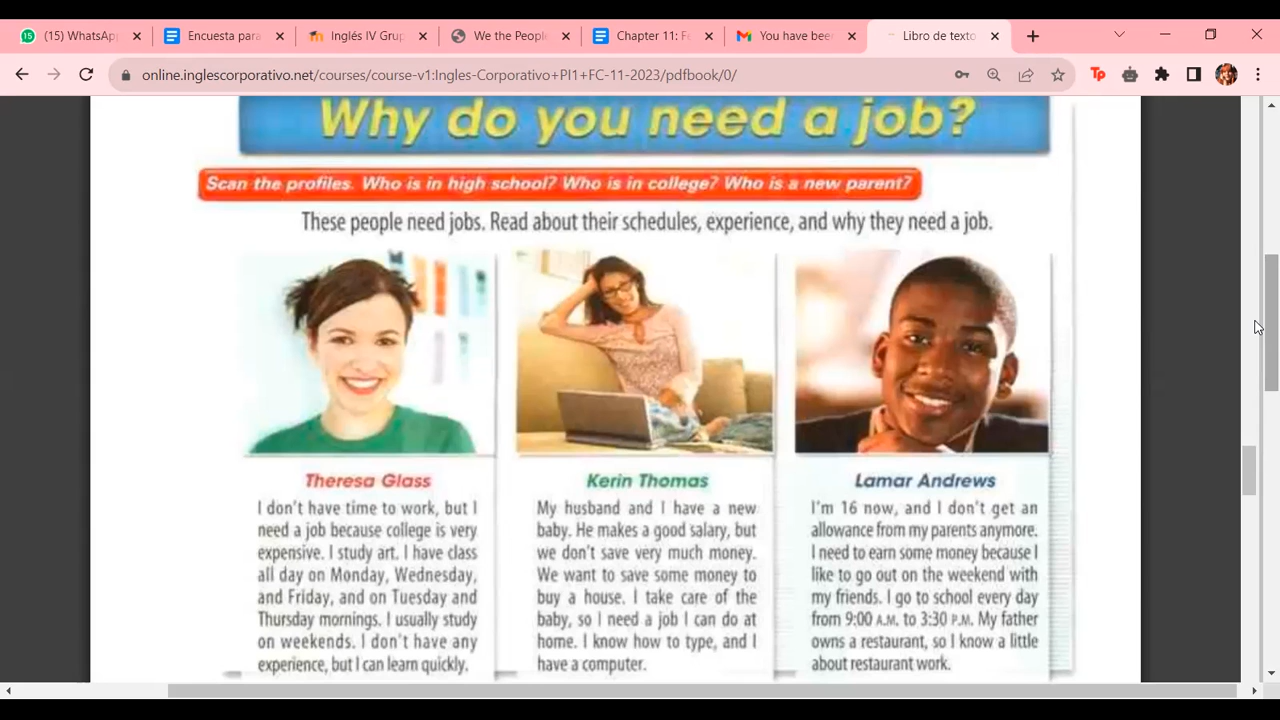 (15) WhatsApp
Encuesta para
Inglés IV Grup
We the People
Chapter 11: Fe
You have been
Libro de texto
online.inglescorporativo.net/courses/course-v1:Ingles-Corporativo+PI1+FC-11-2023/pdfbook/0/
Why do you need a job?
Scan the profiles. Who is in high school? Who is in college? Who is a new parent?
These people need jobs. Read about their schedules, experience, and why they need a job.
Theresa Glass
I don't have time to work, but I
need a job because college is very
expensive. I study art. I have class
all day on Monday, Wednesday,
and Friday, and on Tuesday and
Thursday mornings. I usually study
on weekends. I don't have any
experience, but I can learn quickly.
Kerin Thomas
My husband and I have a new
baby. He makes a good salary, but
we don't save very much money.
We want to save some money to
buy a house. I take care of the
baby, so I need a job I can do at
home. I know how to type, and I
have a computer.
Lamar Andrews
I'm 16 now, and I don't get an
allowance from my parents anymore.
I need to earn some money because I
like to go out on the weekend with
my friends. I go to school every day
from 9:00 A.M. to 3:30 P.M. My father
owns a restaurant, so I know a little
about restaurant work.